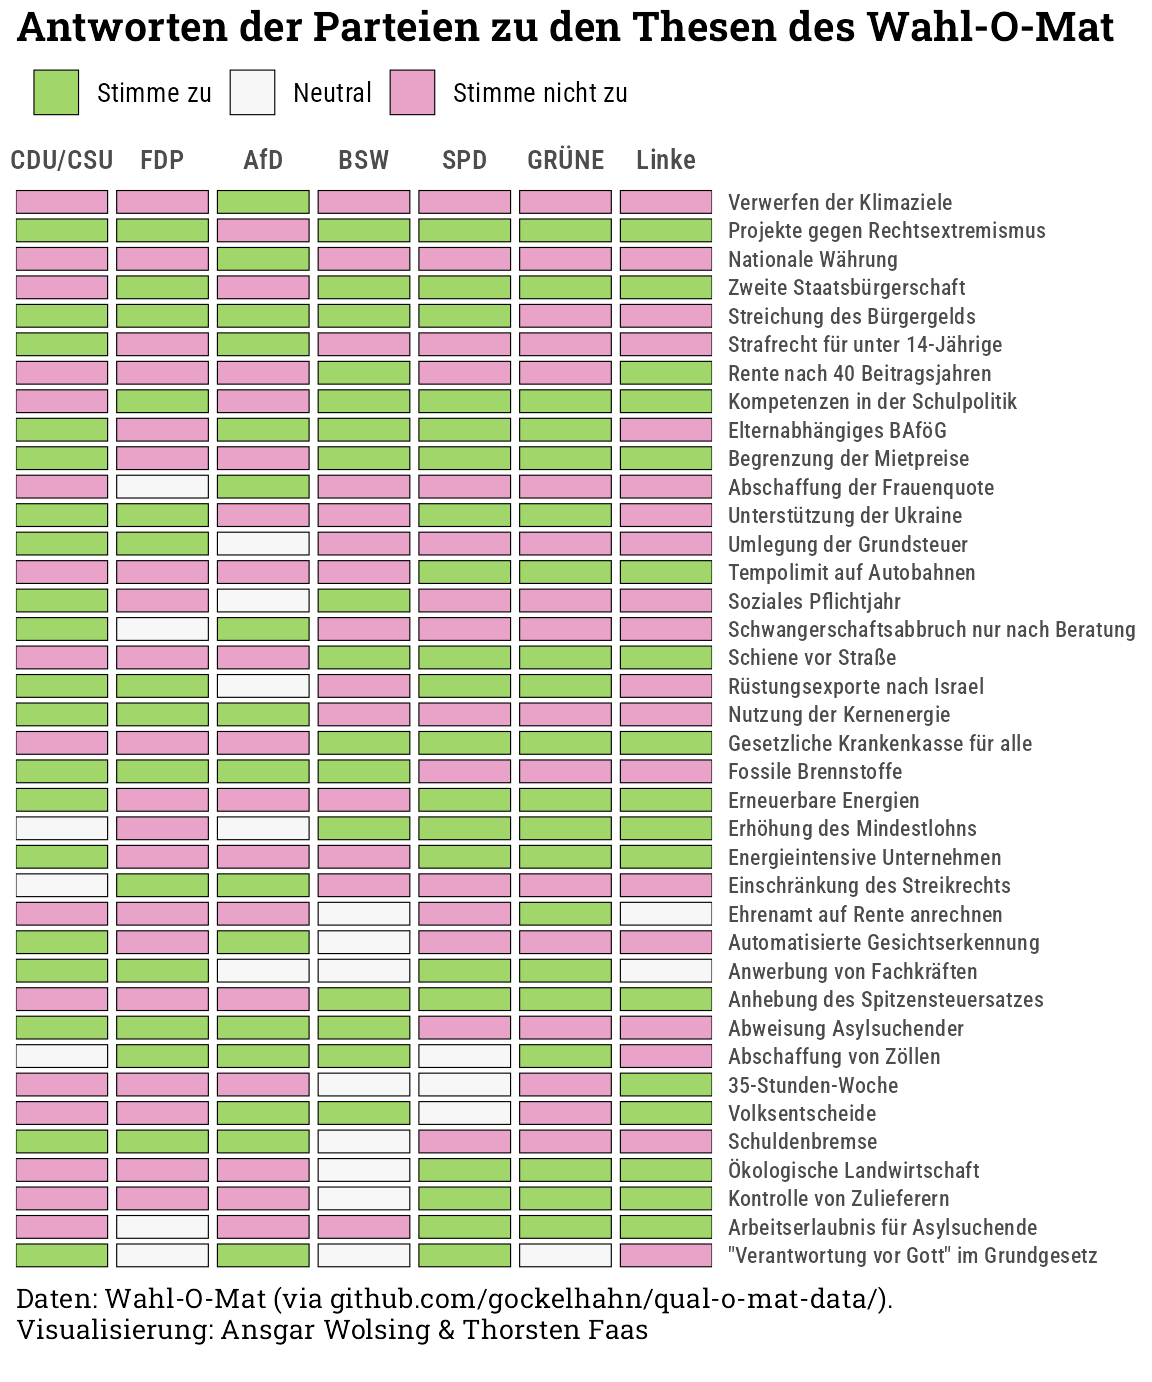 Antworten der Parteien zu den Thesen des Wahl-O-Mat
Stimme zu Neutral Stimme nicht zu
CDU/CSU FDP AfD BSW SPD GRÜNE Linke
Verwerfen der Klimaziele
Projekte gegen Rechtsextremismus
Nationale Währung
Zweite Staatsbürgerschaft
Streichung des Bürgergelds
Strafrecht für unter 14-Jährige
Rente nach 40 Beitragsjahren
Kompetenzen in der Schulpolitik
Elternabhängiges BAföG
Begrenzung der Mietpreise
Abschaffung der Frauenquote
Unterstützung der Ukraine
Umlegung der Grundsteuer
Tempolimit auf Autobahnen
Soziales Pflichtjahr
Schwangerschaftsabbruch nur nach Beratung
Schiene vor Straße
Rüstungsexporte nach Israel
Nutzung der Kernenergie
Gesetzliche Krankenkasse für alle
Fossile Brennstoffe
Erneuerbare Energien
Erhöhung des Mindestlohns
Energieintensive Unternehmen
Einschränkung des Streikrechts
Ehrenamt auf Rente anrechnen
Automatisierte Gesichtserkennung
Anwerbung von Fachkräften
Anhebung des Spitzensteuersatzes
Abweisung Asylsuchender
Abschaffung von Zöllen
35-Stunden-Woche
Volksentscheide
Schuldenbremse
Ökologische Landwirtschaft
Kontrolle von Zulieferern
Arbeitserlaubnis für Asylsuchende
"Verantwortung vor Gott" im Grundgesetz
Daten: Wahl-O-Mat (via github.com/gockelhahn/qual-o-mat-data/).
Visualisierung: Ansgar Wolsing & Thorsten Faas